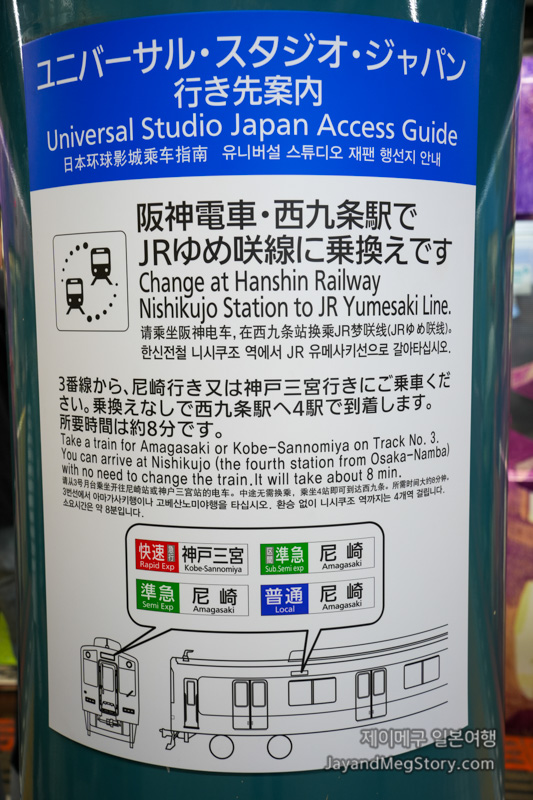 ユニバーサル・スタジオ・ジャパン
行き先案内
Universal Studio Japan Access Guide
日本环球影城乘车指南 유니버설 스튜디오 재팬 행선지 안내
阪神電車・西九条駅で
JRゆめ咲線に乗換えです
Change at Hanshin Railway
Nishikujo Station to JR Yumesaki Line.
请乘坐阪神电车，在西九条站换乘JR梦咲线(JRゆめ咲线)。
한신전철 니시쿠조 역에서 JR 유메사키선으로 갈아타십시오.
3番線から、尼崎行き又は神戸三宮行きにご乗車くだ
さい。乗換えなしで西九条駅へ4駅で到着します。
所要時間は約8分です。
Take a train for Amagasaki or Kobe-Sannomiya on Track No. 3.
You can arrive at Nishikujo (the fourth station from Osaka-Namba)
with no need to change the train.It will take about 8 min.
请从3号月台乘坐开往尼崎站或神户三宫站的电车。中途无需换乘，乘坐4站即可到达西九条。所需时间大约8分钟。
3번선에서 아마가사키행이나 고베산노미야행을 타십시오. 환승 없이 니시쿠조 역까지는 4개역 걸립니다.
소요시간은 약 8분입니다.
快速急行 神戸三宮
Rapid Exp Kobe-Sannomiya
区間準急 尼崎
Sub.Semi exp Amagasaki
準急 尼崎
Semi Exp Amagasaki
普通 尼崎
Local Amagasaki
제이메구 일본여행
JayandMegStory.com